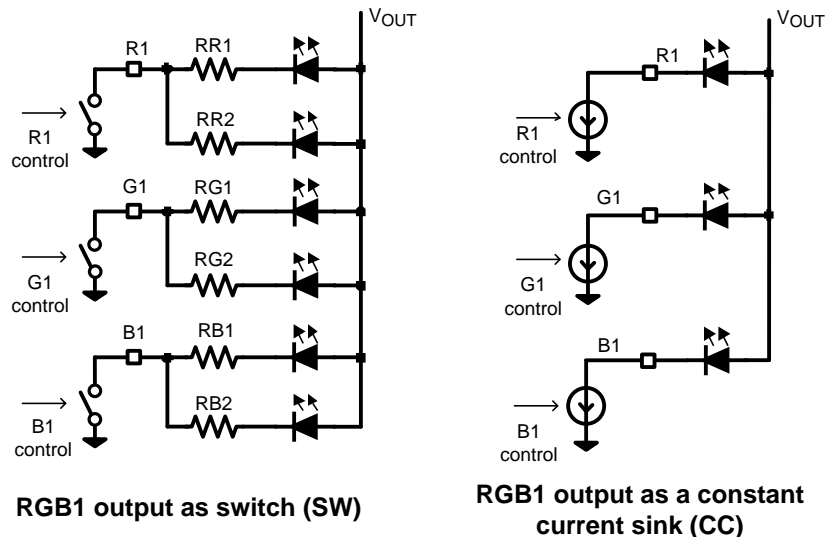 VOUT
R1
RR1
R1
control
RR2
G1
RG1
G1
control
RG2
B1
RB1
B1
control
RB2
RGB1 output as switch (SW)
VOUT
R1
R1
control
G1
G1
control
B1
B1
control
RGB1 output as a constant
current sink (CC)